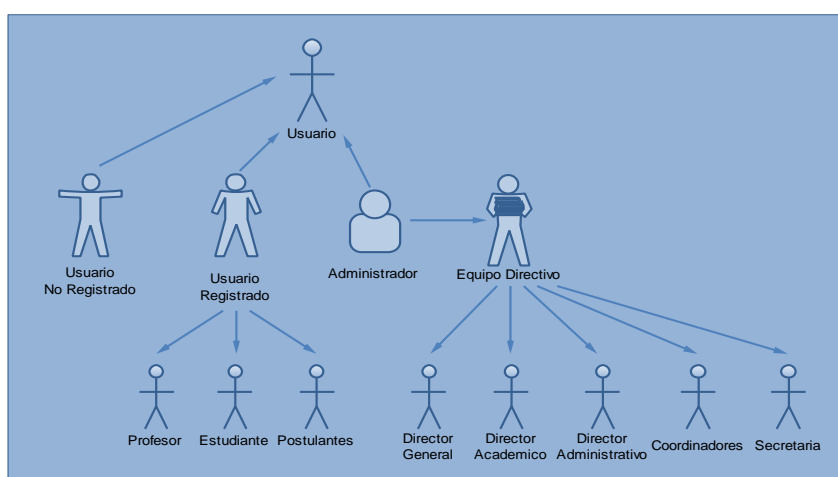 Usuario
Usuario
No Registrado
Usuario
Registrado
Administrador
Equipo Directivo
Profesor
Estudiante
Postulantes
Director
General
Director
Academico
Director
Administrativo
Coordinadores
Secretaria